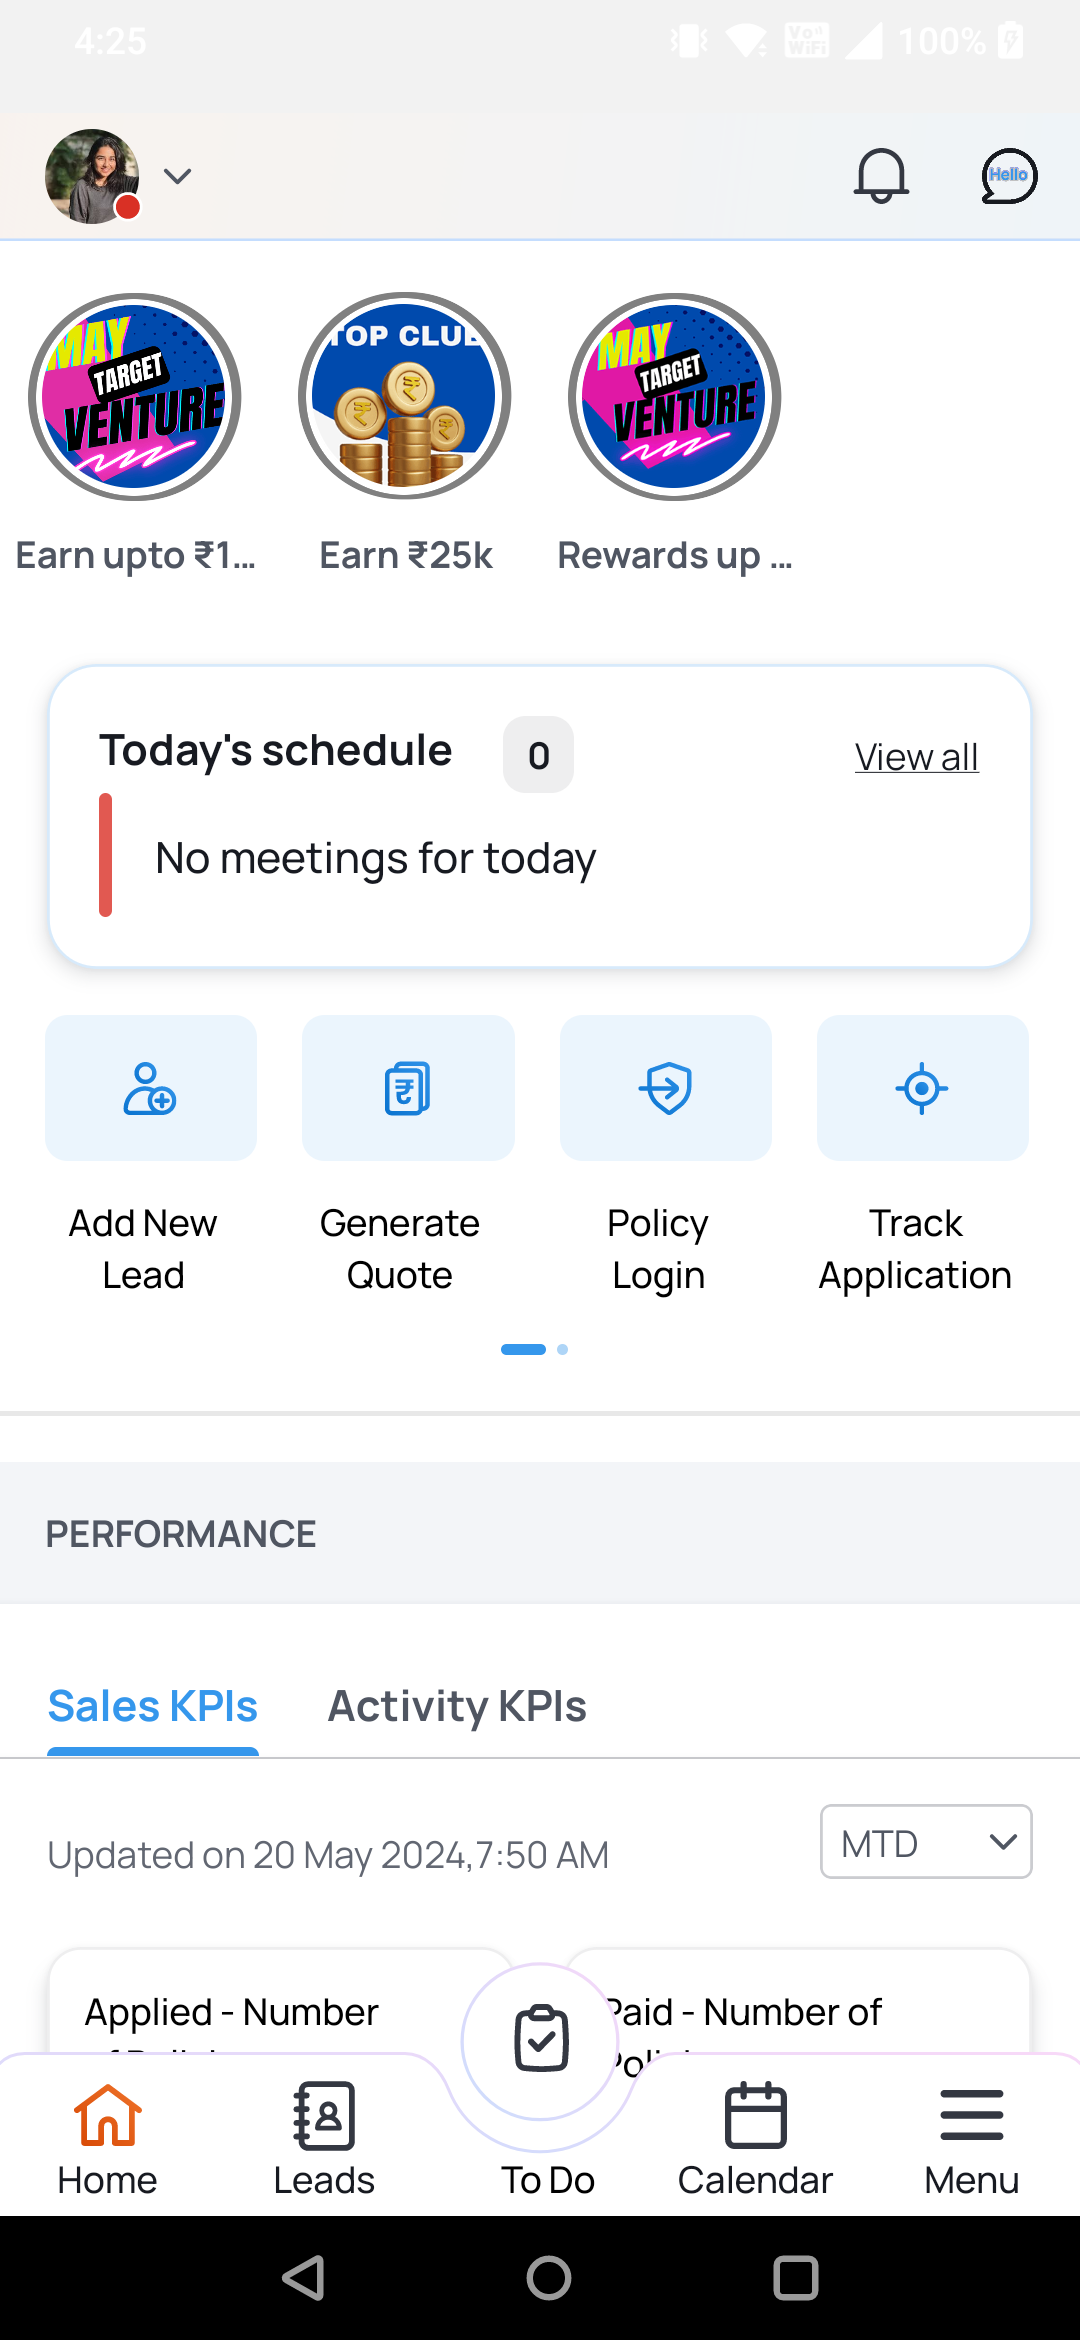 4:25
Vo))
WiFi
100%
Hello
MAY
TARGET
VENTURE
TOP CLUB
MAY
TARGET
VENTURE
Earn upto ₹1...
Earn ₹25k
Rewards up ...
Today's schedule
0
View all
No meetings for today
Add New
Lead
Generate
Quote
Policy
Login
Track
Application
PERFORMANCE
Sales KPIs
Activity KPIs
Updated on 20 May 2024,7:50 AM
MTD
Applied - Number
Paid - Number of
Home
Leads
To Do
Calendar
Menu